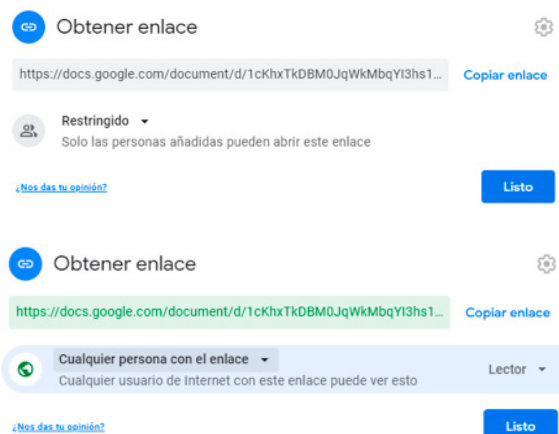 Obtener enlace
https://docs.google.com/document/d/1cKhxTkDBM0JqWkMbqYI3hs1... Copiar enlace
Restringido
Solo las personas añadidas pueden abrir este enlace
¿Nos das tu opinión? Listo
Obtener enlace
https://docs.google.com/document/d/1cKhxTkDBM0JqWkMbqYI3hs1... Copiar enlace
Cualquier persona con el enlace Lector
Cualquier usuario de Internet con este enlace puede ver esto
¿Nos das tu opinión? Listo